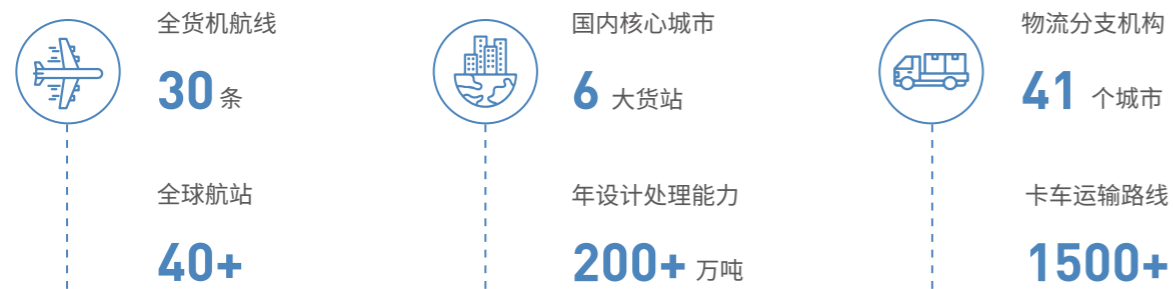 全货机航线
30 条
全球航站
40+
国内核心城市
6 大货站
年设计处理能力
200+ 万吨
物流分支机构
41 个城市
卡车运输路线
1500+